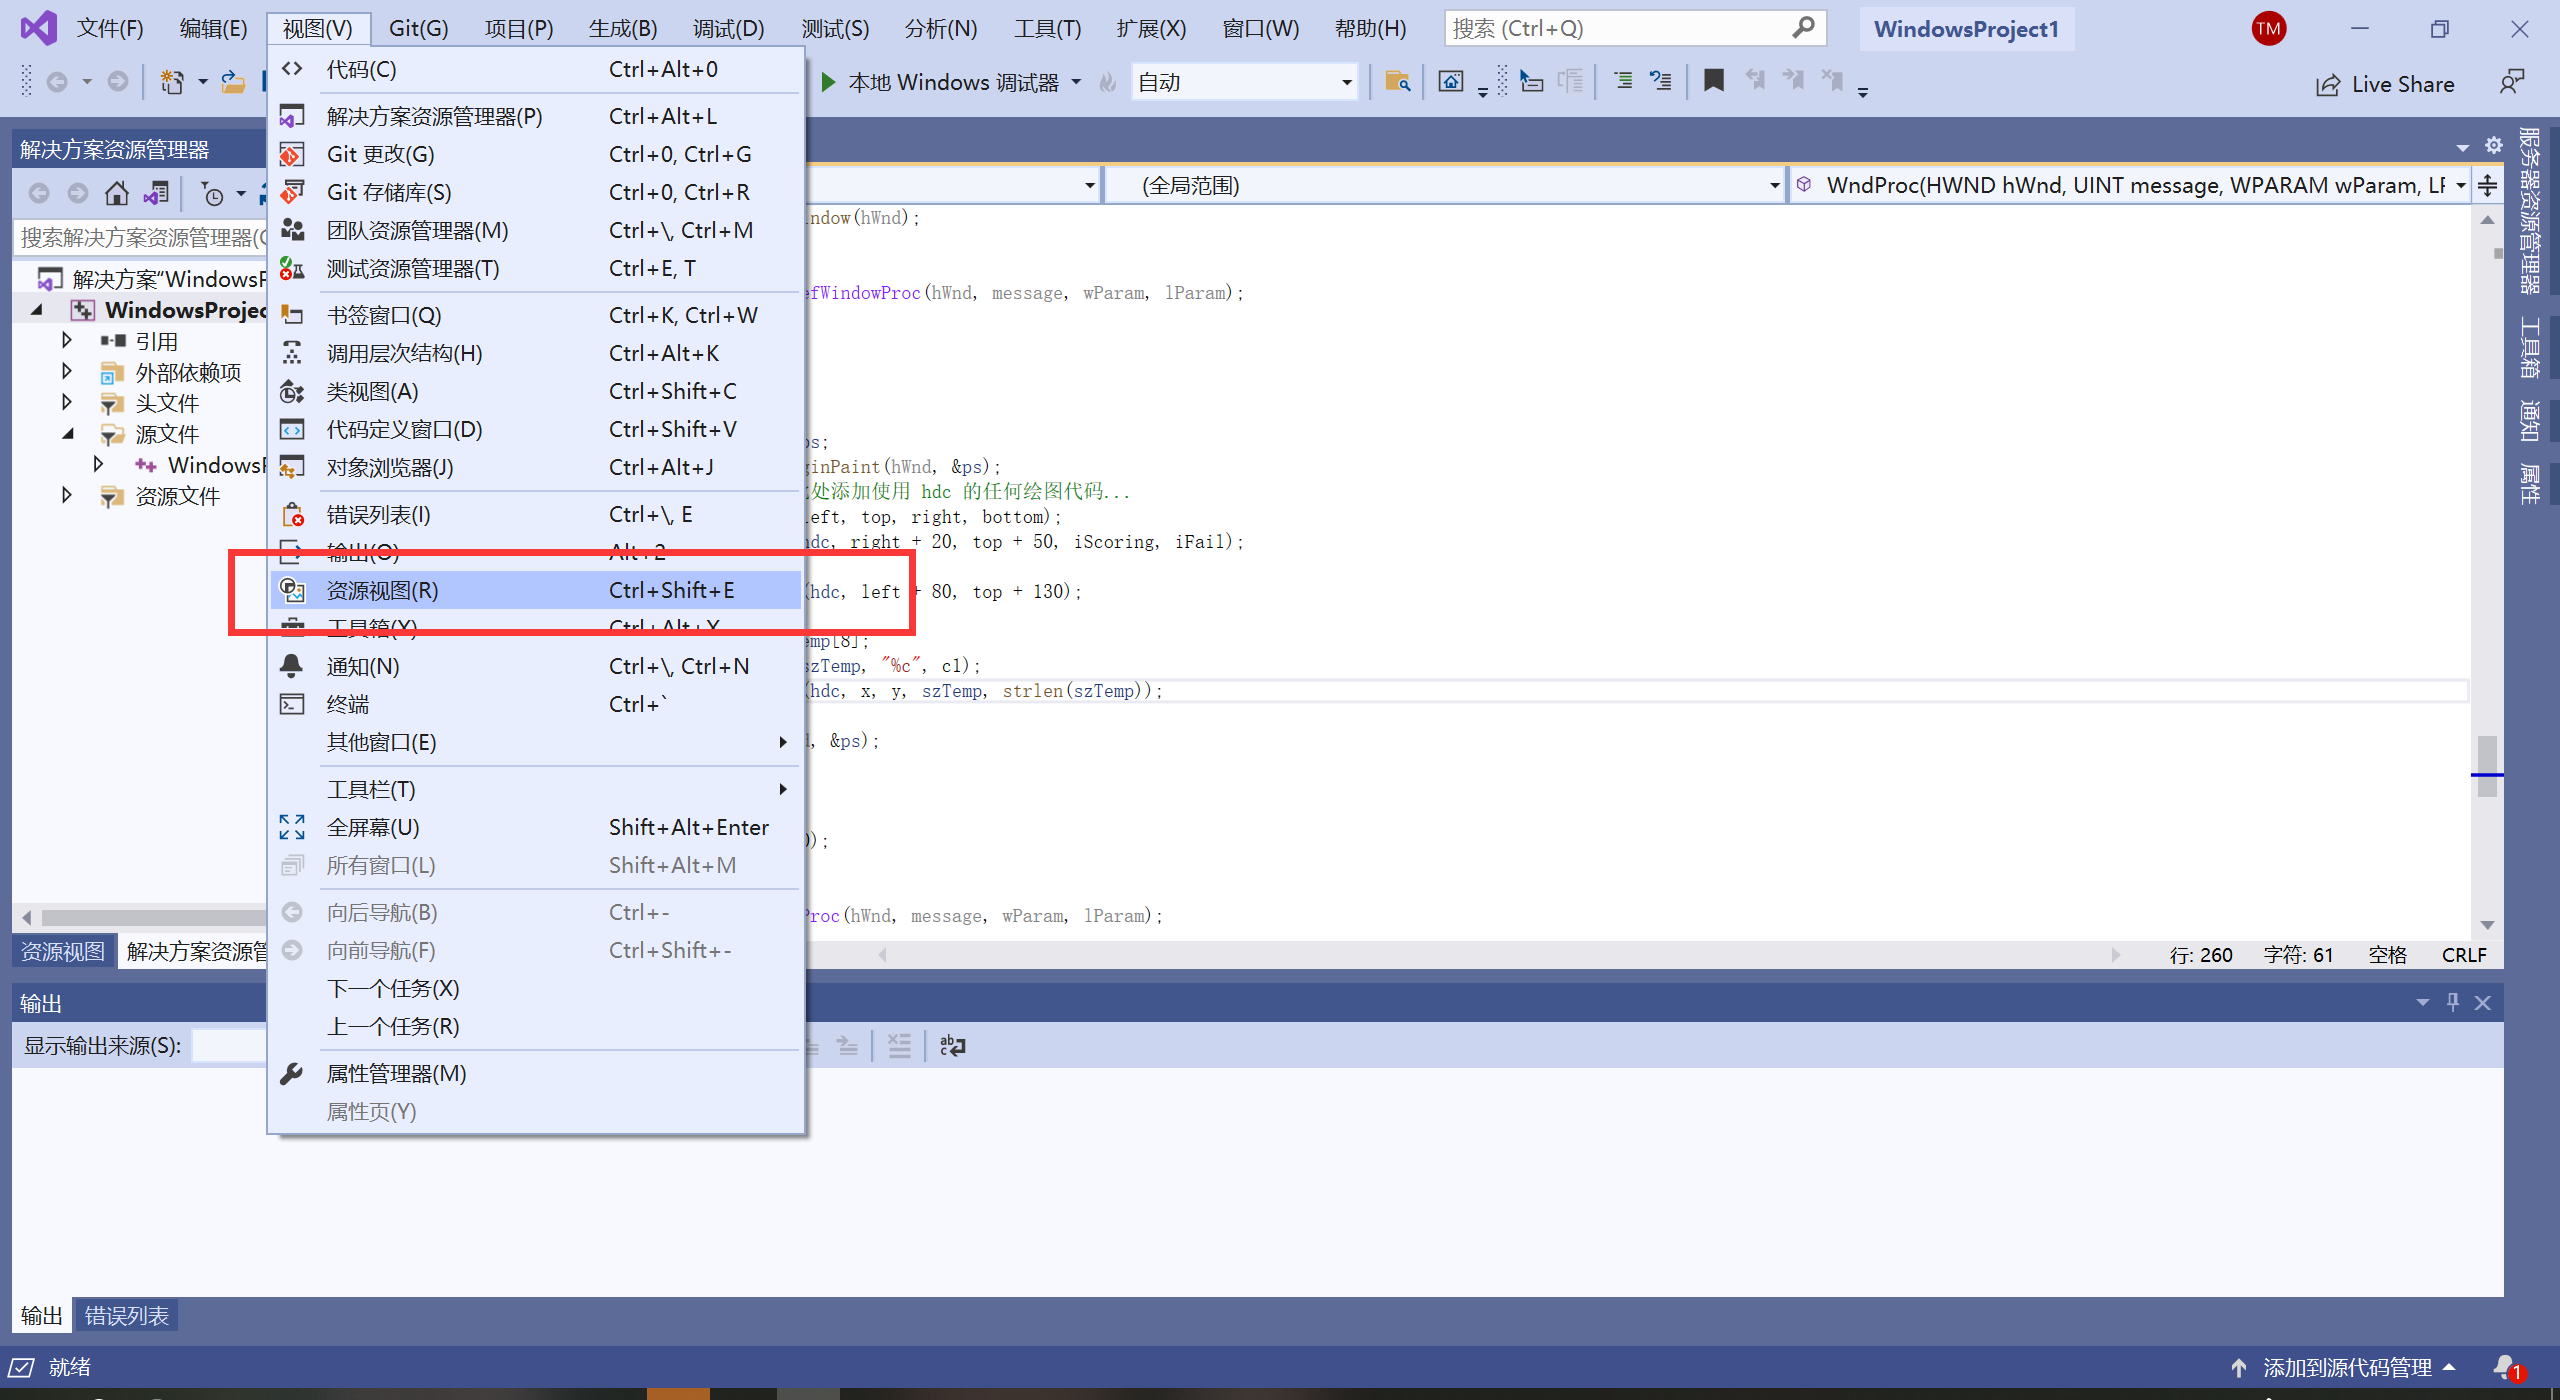 文件(F) 编辑(E) 视图(V) Git(G) 项目(P) 生成(B) 调试(D) 测试(S) 分析(N) 工具(T) 扩展(X) 窗口(W) 帮助(H) 搜索 (Ctrl+Q) WindowsProject1 TM
本地 Windows 调试器 自动 Live Share
解决方案资源管理器
搜索解决方案资源管理器(C
解决方案"WindowsP
WindowsProjec
引用
外部依赖项
头文件
源文件
WindowsP
资源文件
资源视图 解决方案资源管
代码(C) Ctrl+Alt+0
解决方案资源管理器(P) Ctrl+Alt+L
Git 更改(G) Ctrl+0, Ctrl+G
Git 存储库(S) Ctrl+0, Ctrl+R
团队资源管理器(M) Ctrl+\, Ctrl+M
测试资源管理器(T) Ctrl+E, T
书签窗口(Q) Ctrl+K, Ctrl+W
调用层次结构(H) Ctrl+Alt+K
类视图(A) Ctrl+Shift+C
代码定义窗口(D) Ctrl+Shift+V
对象浏览器(J) Ctrl+Alt+J
错误列表(I) Ctrl+\, E
输出(O) Alt+2
资源视图(R) Ctrl+Shift+E
工具箱(X) Ctrl+Alt+X
通知(N) Ctrl+\, Ctrl+N
终端 Ctrl+`
其他窗口(E)
工具栏(T)
全屏幕(U) Shift+Alt+Enter
所有窗口(L) Shift+Alt+M
向后导航(B) Ctrl+-
向前导航(F) Ctrl+Shift+-
下一个任务(X)
上一个任务(R)
属性管理器(M)
属性页(Y)
(全局范围) WndProc(HWND hWnd, UINT message, WPARAM wParam, LF
ndow(hWnd);
efWindowProc(hWnd, message, wParam, lParam);
ps;
ginPaint(hWnd, &ps);
处添加使用 hdc 的任何绘图代码...
left, top, right, bottom);
hdc, right + 20, top + 50, iScoring, iFail);
(hdc, left + 80, top + 130);
emp[8];
szTemp, "%c", c1);
(hdc, x, y, szTemp, strlen(szTemp));
, &ps);
);
Proc(hWnd, message, wParam, lParam);
行: 260 字符: 61 空格 CRLF
服务器资源管理器
工具箱
通知
属性
输出
显示输出来源(S):
输出 错误列表
就绪 添加到源代码管理 1